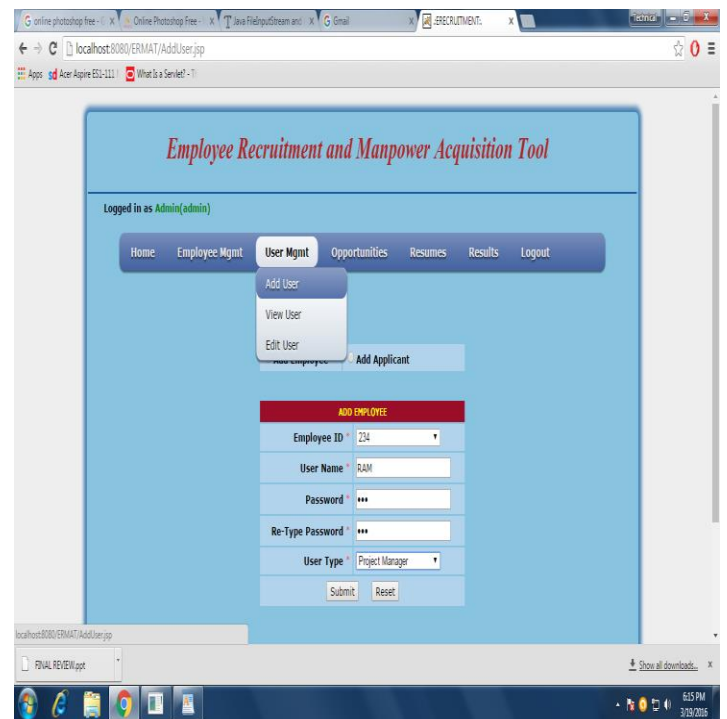 online photoshop free - G
Online Photoshop Free -
Java FileInputStream and
Gmail
:ERECRUITMENT:.
Technical
localhost:8080/ERMAT/AddUser.jsp
Apps
Acer Aspire ES1-111
What Is a Servlet? - T
Employee Recruitment and Manpower Acquisition Tool
Logged in as Admin(admin)
Home Employee Mgmt User Mgmt Opportunities Resumes Results Logout
Add User
View User
Edit User
Add Employee Add Applicant
ADD EMPLOYEE
Employee ID * 234
User Name * RAM
Password * •••
Re-Type Password * •••
User Type * Project Manager
Submit Reset
localhost:8080/ERMAT/AddUser.jsp
FINAL REVIEW.ppt
Show all downloads...
6:15 PM
3/19/2016